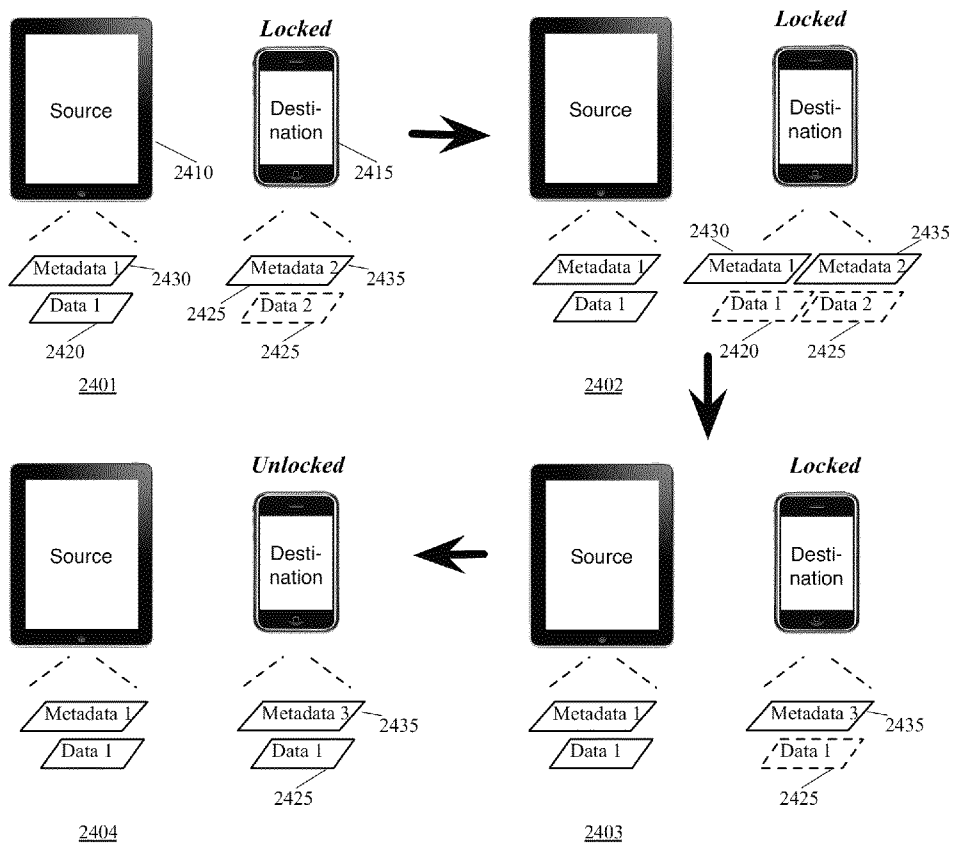 Locked
Source
Desti-
nation
2410
2415
Metadata 1
2430
Data 1
2420
Metadata 2
2435
2425
Data 2
2425
2401
Locked
Source
Desti-
nation
Metadata 1
Data 1
2430
2435
Metadata 1
Metadata 2
Data 1
Data 2
2420
2425
2402
Unlocked
Source
Desti-
nation
Metadata 1
Data 1
Metadata 3
2435
Data 1
2425
2404
Locked
Source
Desti-
nation
Metadata 1
Data 1
Metadata 3
2435
Data 1
2425
2403